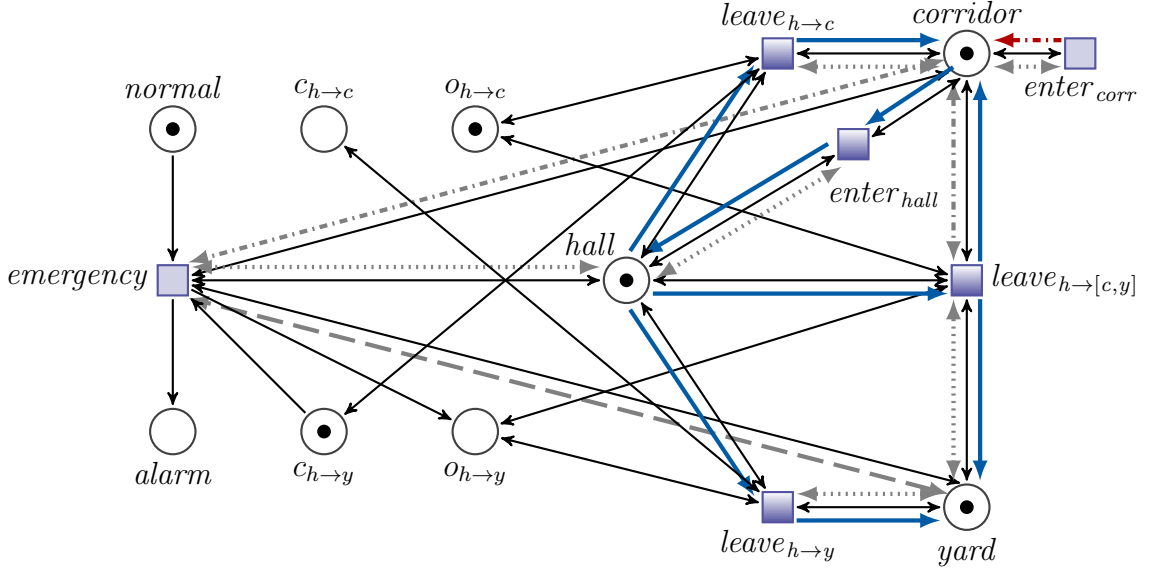 leave_{h→c}
corridor
normal
c_{h→c}
o_{h→c}
enter_{corr}
enter_{hall}
hall
emergency
leave_{h→[c,y]}
alarm
c_{h→y}
o_{h→y}
leave_{h→y}
yard